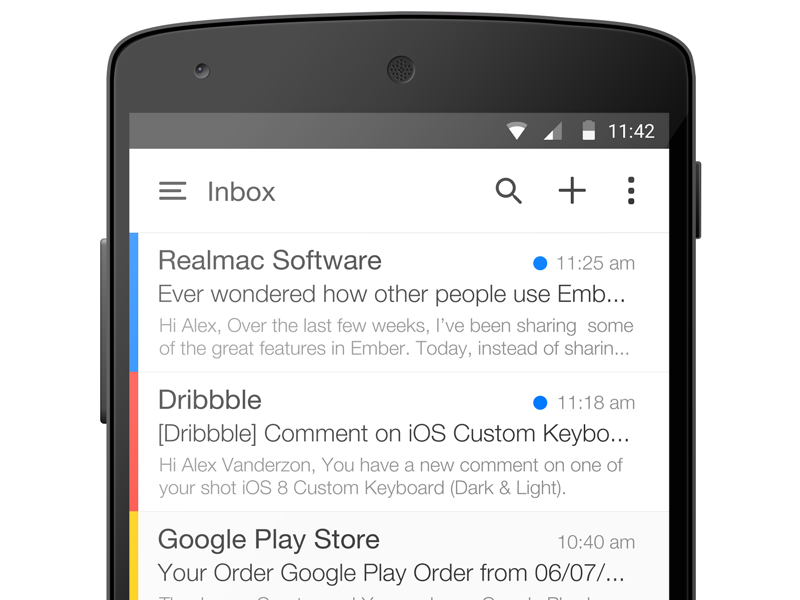 11:42
Inbox
Realmac Software 11:25 am
Ever wondered how other people use Emb...
Hi Alex, Over the last few weeks, I've been sharing some
of the great features in Ember. Today, instead of sharin...
Dribbble 11:18 am
[Dribbble] Comment on iOS Custom Keybo...
Hi Alex Vanderzon, You have a new comment on one of
your shot iOS 8 Custom Keyboard (Dark & Light).
Google Play Store 10:40 am
Your Order Google Play Order from 06/07/...